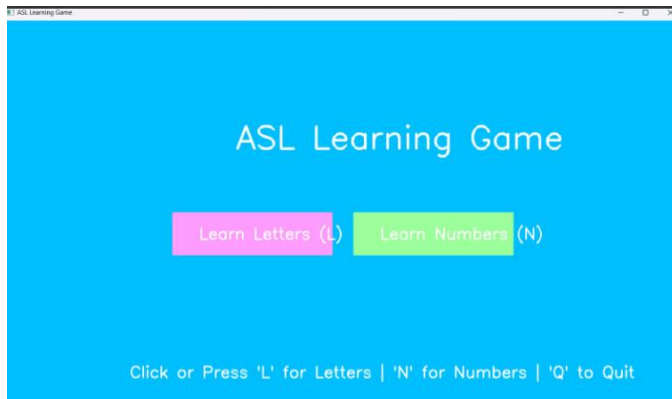 ASL Learning Game
ASL Learning Game
Learn Letters (L) Learn Numbers (N)
Click or Press 'L' for Letters | 'N' for Numbers | 'Q' to Quit